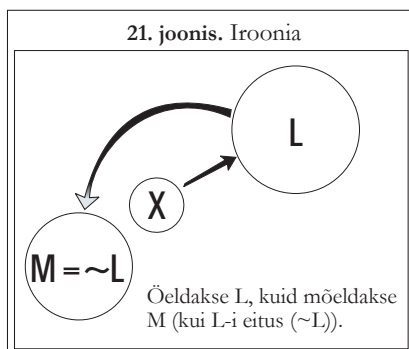 21. joonis. Iroonia
L
X
M = ~L
Öeldakse L, kuid mõeldakse
M (kui L-i eitus (~L)).